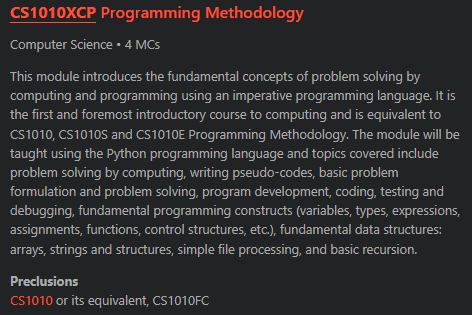 CS1010XCP Programming Methodology
Computer Science • 4 MCs
This module introduces the fundamental concepts of problem solving by
computing and programming using an imperative programming language. It is
the first and foremost introductory course to computing and is equivalent to
CS1010, CS1010S and CS1010E Programming Methodology. The module will be
taught using the Python programming language and topics covered include
problem solving by computing, writing pseudo-codes, basic problem
formulation and problem solving, program development, coding, testing and
debugging, fundamental programming constructs (variables, types, expressions,
assignments, functions, control structures, etc.), fundamental data structures:
arrays, strings and structures, simple file processing, and basic recursion.
Preclusions
CS1010 or its equivalent, CS1010FC